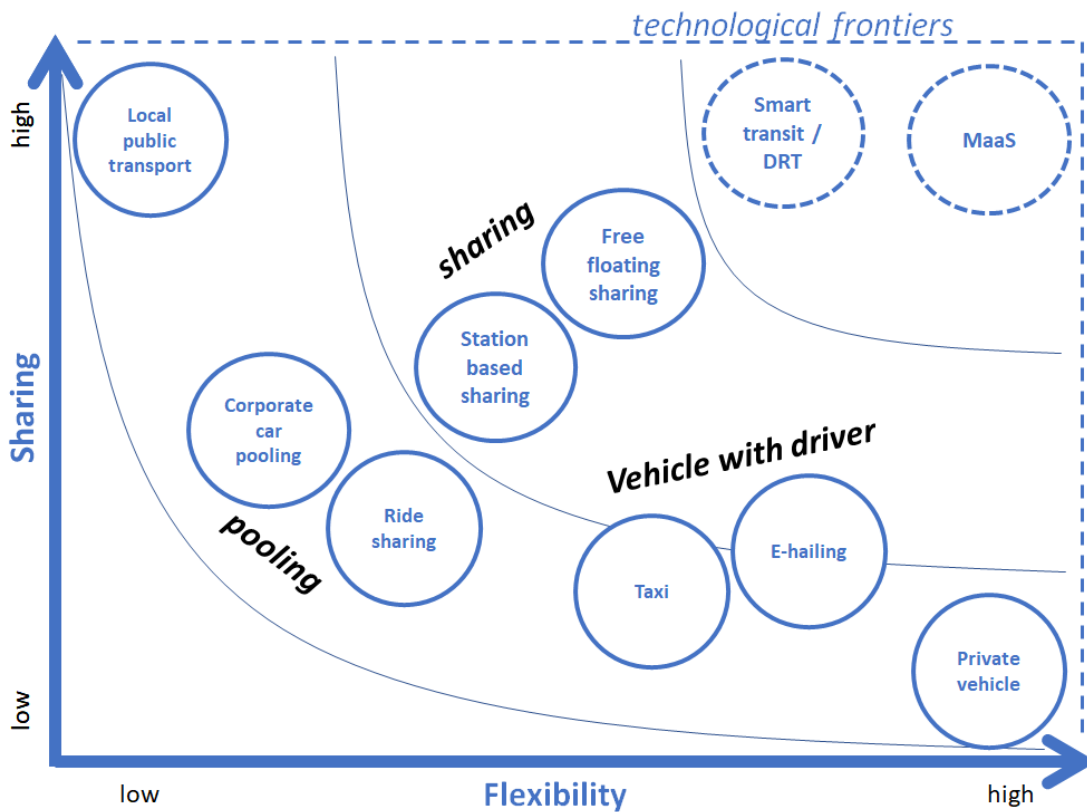 technological frontiers
high
Local
public
transport
Smart
transit /
DRT
MaaS
sharing
Free
floating
sharing
Station
based
sharing
Sharing
Corporate
car
pooling
Vehicle with driver
Ride
sharing
pooling
E-hailing
Taxi
Private
vehicle
low
low
Flexibility
high